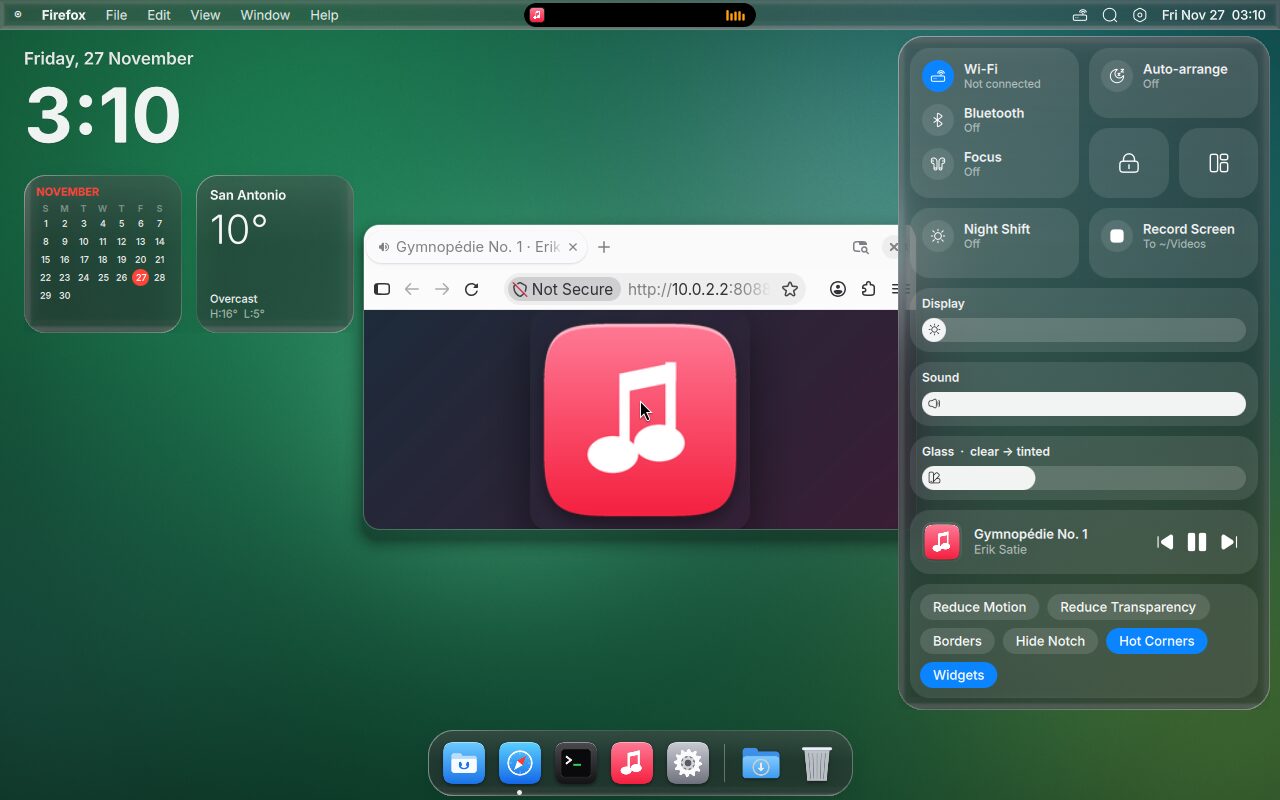 Firefox File Edit View Window Help
Fri Nov 27 03:10
Friday, 27 November
3:10
NOVEMBER
S M T W T F S
1 2 3 4 5 6 7
8 9 10 11 12 13 14
15 16 17 18 19 20 21
22 23 24 25 26 27 28
29 30
San Antonio
10°
Overcast
H:16° L:5°
Gymnopédie No. 1 · Erik
Not Secure http://10.0.2.2:8088
Wi-Fi
Not connected
Bluetooth
Off
Focus
Off
Auto-arrange
Off
Night Shift
Off
Record Screen
To ~/Videos
Display
Sound
Glass · clear → tinted
Gymnopédie No. 1
Erik Satie
Reduce Motion
Reduce Transparency
Borders
Hide Notch
Hot Corners
Widgets